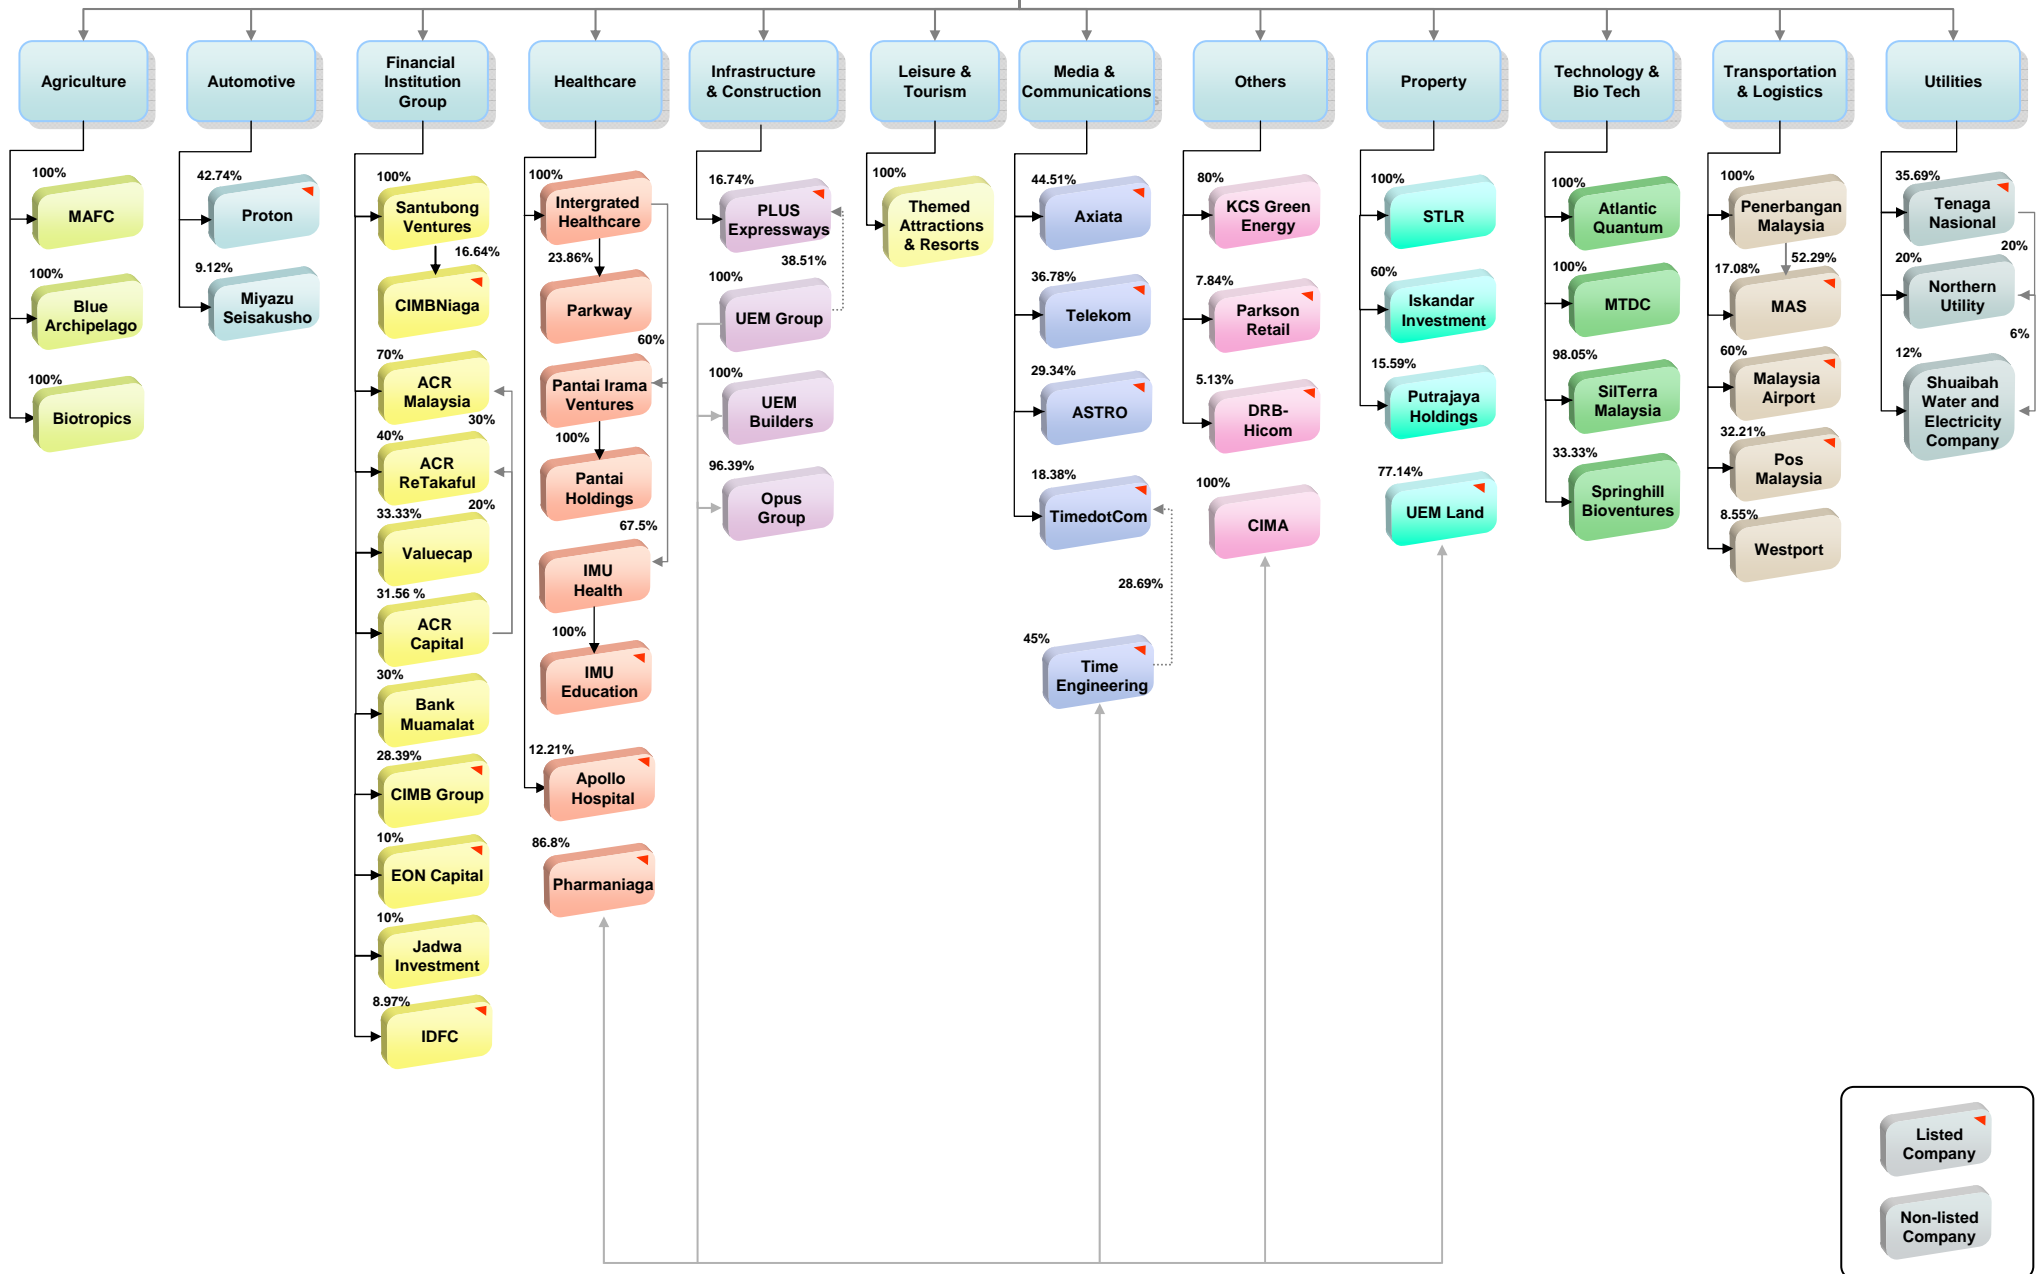 Agriculture
Automotive
Financial
Institution
Group
Healthcare
Infrastructure
& Construction
Leisure &
Tourism
Media &
Communications
Others
Property
Technology &
Bio Tech
Transportation
& Logistics
Utilities
100%
MAFC
100%
Blue
Archipelago
100%
Biotropics
42.74%
Proton
9.12%
Miyazu
Seisakusho
100%
Santubong
Ventures
16.64%
CIMBNiaga
70%
ACR
Malaysia
30%
40%
ACR
ReTakaful
20%
33.33%
Valuecap
31.56 %
ACR
Capital
30%
Bank
Muamalat
28.39%
CIMB Group
10%
EON Capital
10%
Jadwa
Investment
8.97%
IDFC
100%
Intergrated
Healthcare
23.86%
Parkway
60%
Pantai Irama
Ventures
100%
Pantai
Holdings
67.5%
IMU
Health
100%
IMU
Education
12.21%
Apollo
Hospital
86.8%
Pharmaniaga
16.74%
PLUS
Expressways
38.51%
100%
UEM Group
100%
UEM
Builders
96.39%
Opus
Group
100%
Themed
Attractions
& Resorts
44.51%
Axiata
36.78%
Telekom
29.34%
ASTRO
18.38%
TimedotCom
28.69%
45%
Time
Engineering
80%
KCS Green
Energy
7.84%
Parkson
Retail
5.13%
DRB-
Hicom
100%
CIMA
100%
STLR
60%
Iskandar
Investment
15.59%
Putrajaya
Holdings
77.14%
UEM Land
100%
Atlantic
Quantum
100%
MTDC
98.05%
SilTerra
Malaysia
33.33%
Springhill
Bioventures
100%
Penerbangan
Malaysia
52.29%
17.08%
MAS
60%
Malaysia
Airport
32.21%
Pos
Malaysia
8.55%
Westport
35.69%
Tenaga
Nasional
20%
20%
Northern
Utility
6%
12%
Shuaibah
Water and
Electricity
Company
Listed
Company
Non-listed
Company